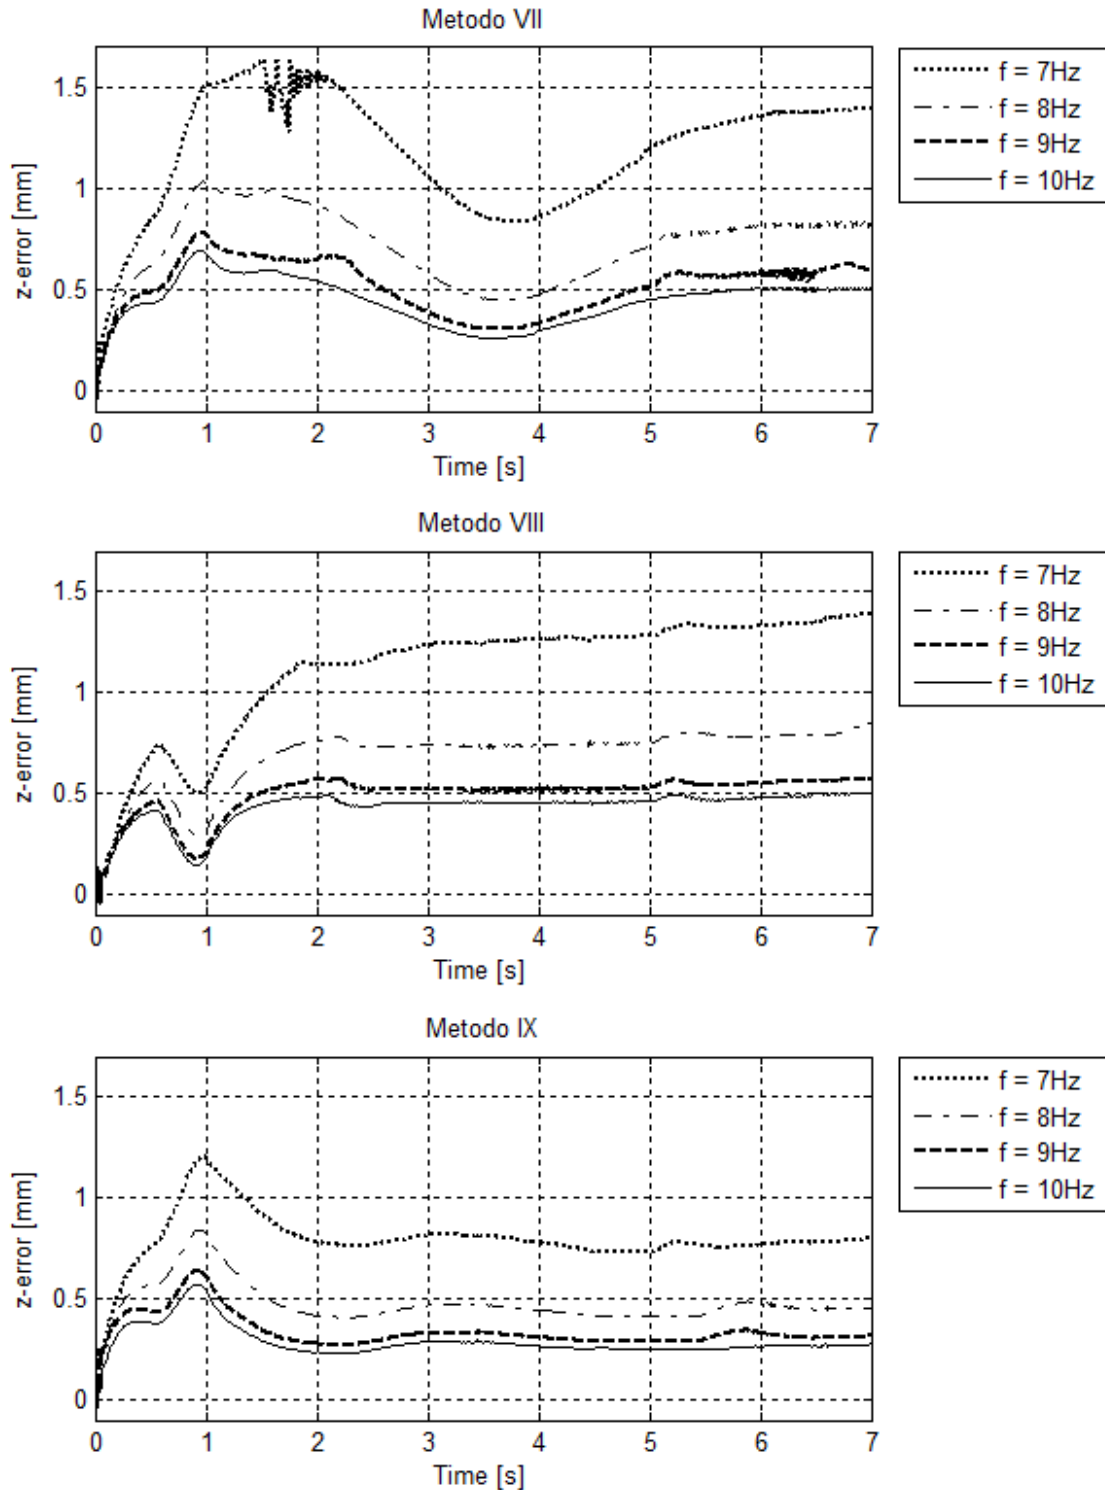 Metodo VII
z-error [mm]
1.5
1
0.5
0
0 1 2 3 4 5 6 7
Time [s]
f = 7Hz
f = 8Hz
f = 9Hz
f = 10Hz
Metodo VIII
z-error [mm]
1.5
1
0.5
0
0 1 2 3 4 5 6 7
Time [s]
f = 7Hz
f = 8Hz
f = 9Hz
f = 10Hz
Metodo IX
z-error [mm]
1.5
1
0.5
0
0 1 2 3 4 5 6 7
Time [s]
f = 7Hz
f = 8Hz
f = 9Hz
f = 10Hz